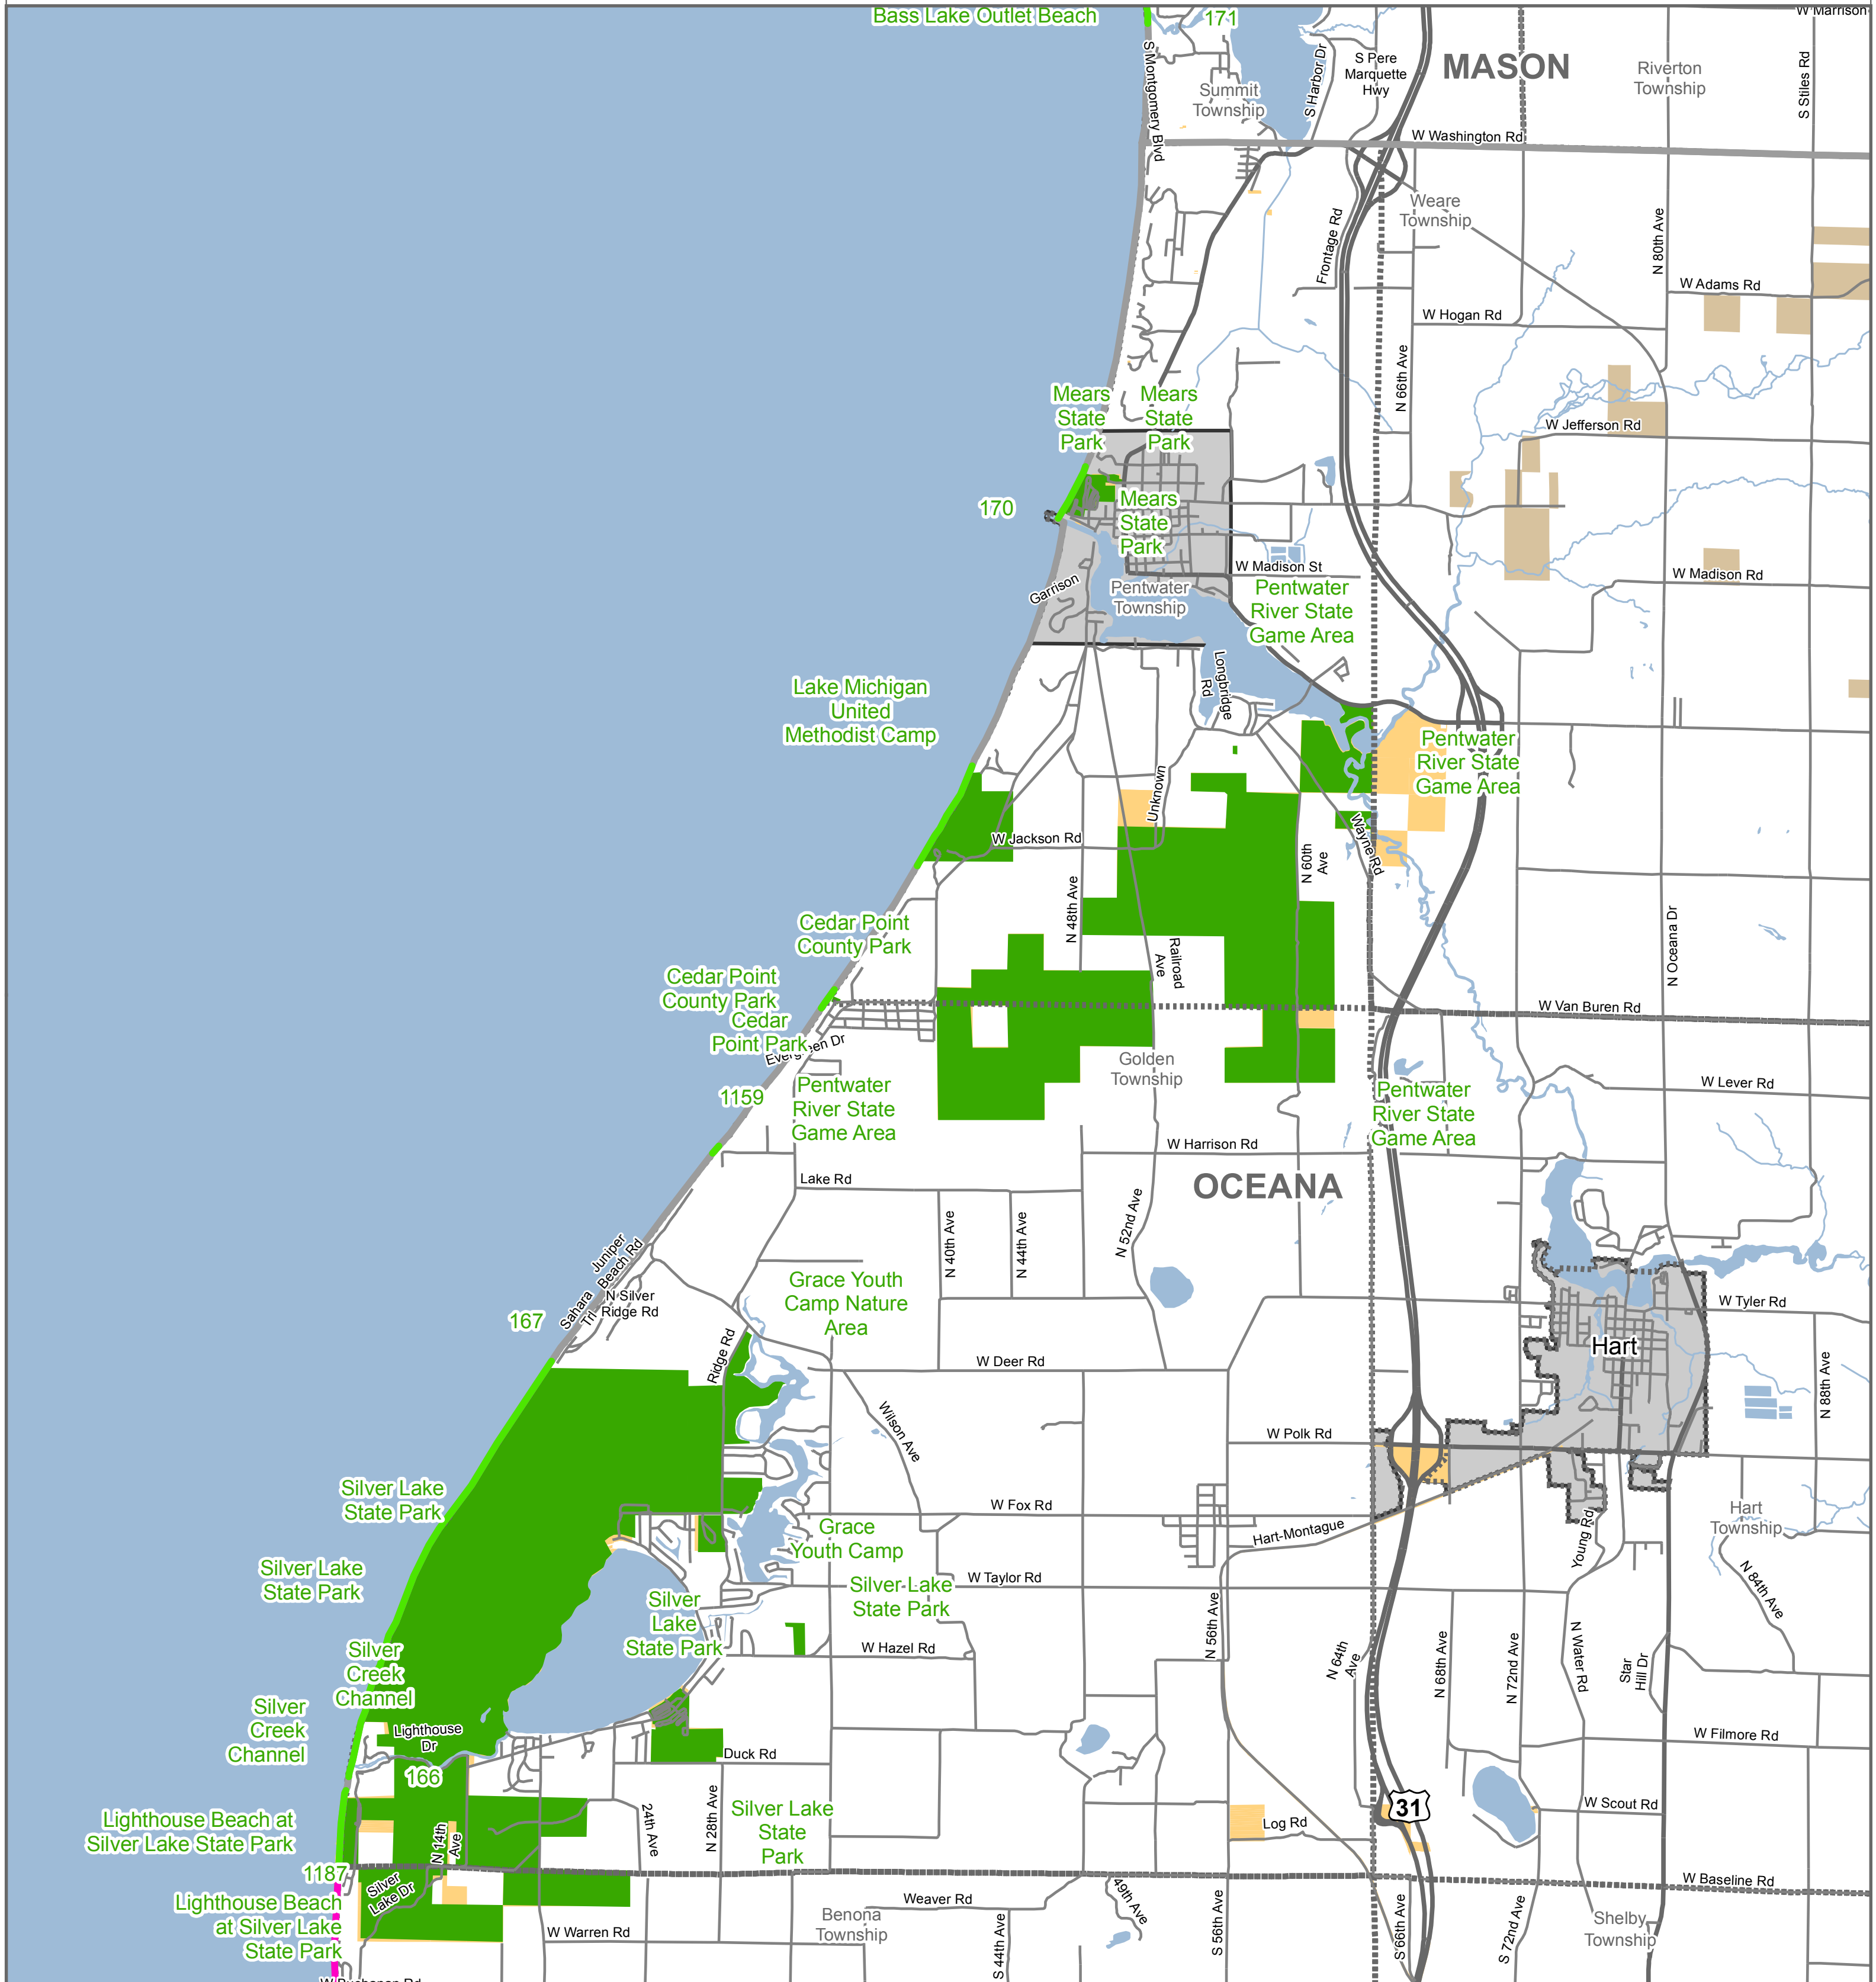 Bass Lake Outlet Beach
171
W Marrison
S Montgomery Blvd
Summit
Township
S Harbor Dr
S Pere
Marquette
Hwy
MASON
Riverton
Township
S Stiles Rd
W Washington Rd
Weare
Township
Frontage Rd
N 80th Ave
W Adams Rd
W Hogan Rd
N 66th Ave
Mears
State
Park
Mears
State
Park
W Jefferson Rd
170
Mears
State
Park
Garrison
Pentwater
Township
W Madison St
Pentwater
River State
Game Area
W Madison Rd
Longbridge
Rd
Lake Michigan
United
Methodist Camp
Pentwater
River State
Game Area
Unknown
W Jackson Rd
Wayne Rd
N 60th
Ave
N 48th Ave
Cedar Point
County Park
Railroad
Ave
N Oceana Dr
Cedar Point
County Park
Cedar
Point Park
Evergreen Dr
W Van Buren Rd
Golden
Township
1159
Pentwater
River State
Game Area
Pentwater
River State
Game Area
W Lever Rd
W Harrison Rd
OCEANA
Lake Rd
N 40th Ave
N 44th Ave
N 52nd Ave
Juniper
Beach Rd
Sahara
Trl
N Silver
Ridge Rd
167
Grace Youth
Camp Nature
Area
W Tyler Rd
Hart
Ridge Rd
W Deer Rd
N 88th Ave
Wilson Ave
W Polk Rd
Silver Lake
State Park
W Fox Rd
Hart-Montague
Young Rd
Hart
Township
Grace
Youth Camp
Silver Lake
State Park
W Taylor Rd
Silver Lake
State Park
Silver
Lake
State Park
N 84th Ave
N 56th Ave
W Hazel Rd
N 64th
Ave
N 68th Ave
N 72nd Ave
N Water Rd
Star
Hill Dr
Silver
Creek
Channel
Silver
Creek
Channel
Lighthouse
Dr
W Filmore Rd
Duck Rd
166
31
W Scout Rd
Lighthouse Beach at
Silver Lake State Park
24th Ave
N 28th Ave
Silver Lake
State
Park
Log Rd
N 14th
Ave
1187
Silver
Lake Dr
W Baseline Rd
Lighthouse Beach
at Silver Lake
State Park
Weaver Rd
49th Ave
Benona
Township
W Warren Rd
S 44th Ave
S 56th Ave
S 66th Ave
S 72nd Ave
Shelby
Township
W Buchanan Rd